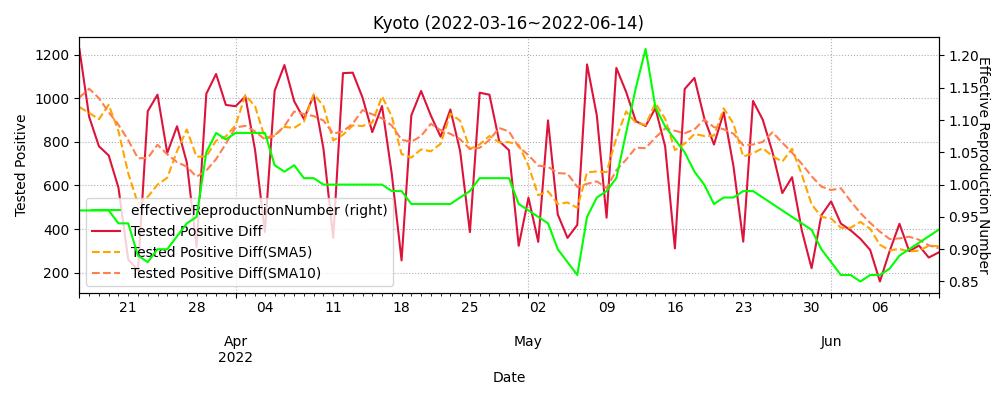 Kyoto (2022-03-16~2022-06-14)
1200
1000
800
600
400
200
Tested Positive
1.20
1.15
1.10
1.05
1.00
0.95
0.90
0.85
Effective Reproduction Number
effectiveReproductionNumber (right)
Tested Positive Diff
Tested Positive Diff(SMA5)
Tested Positive Diff(SMA10)
21 28 04 11 18 25 02 09 16 23 30 06
Apr May Jun
2022
Date